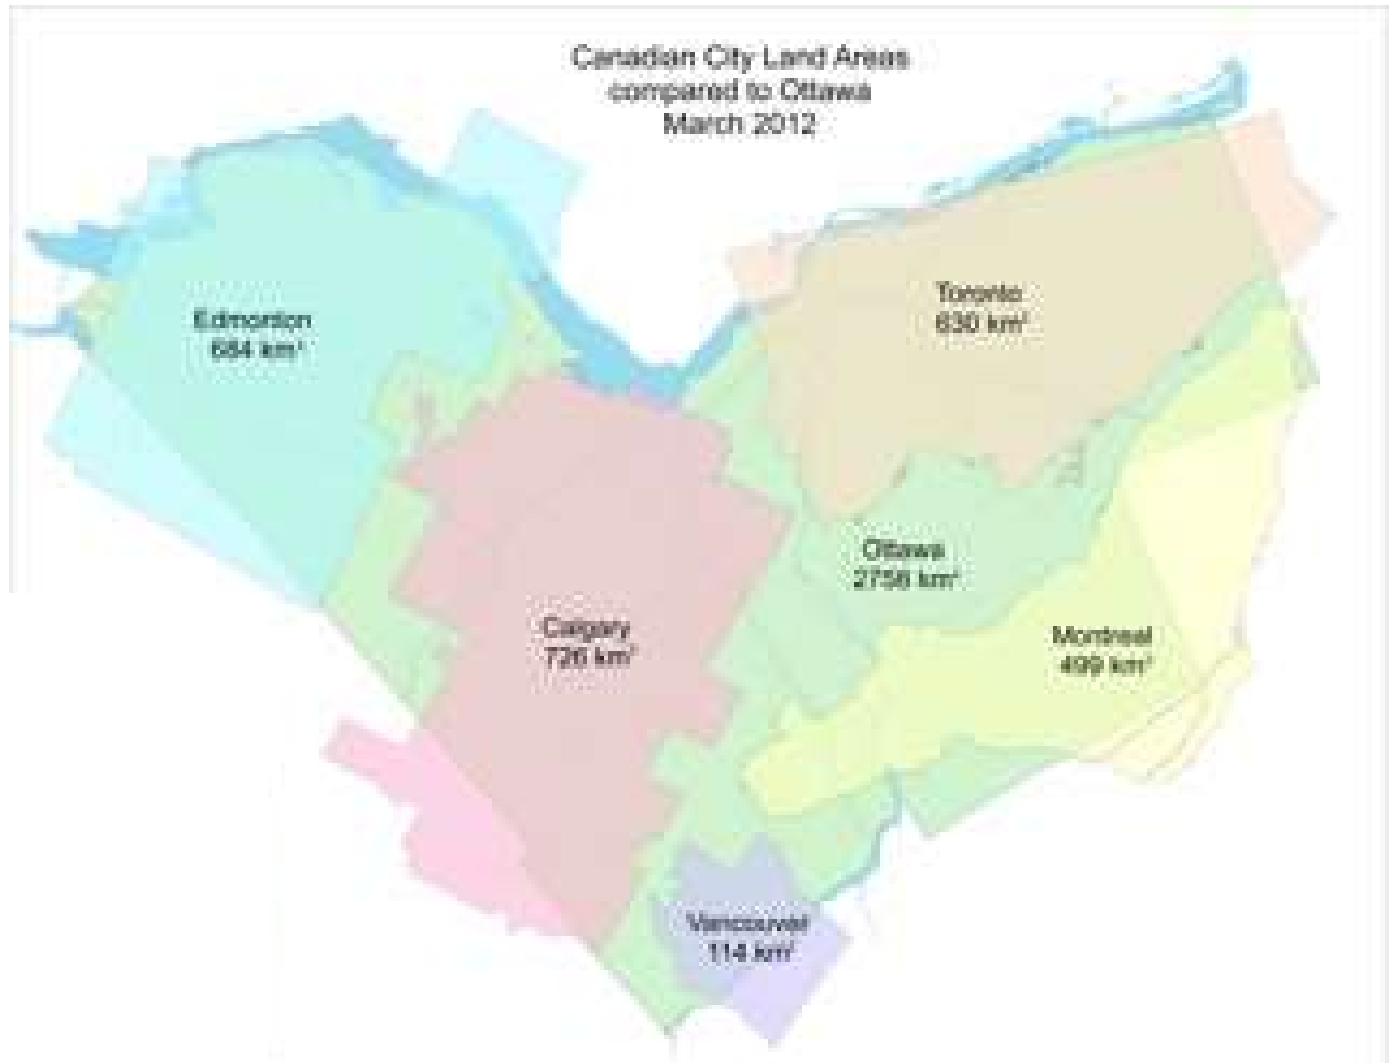 Canadian City Land Areas
compared to Ottawa
March 2012
Edmonton
684 km²
Toronto
630 km²
Ottawa
2756 km²
Calgary
726 km²
Montreal
499 km²
Vancouver
114 km²